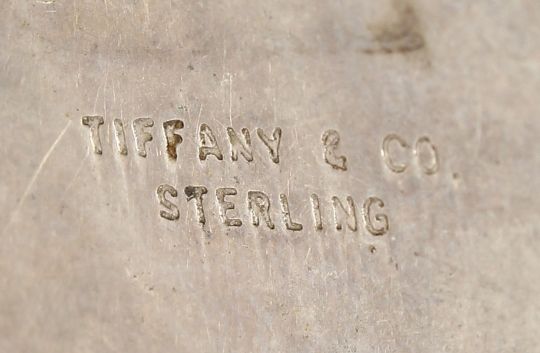 TIFFANY & CO.
STERLING